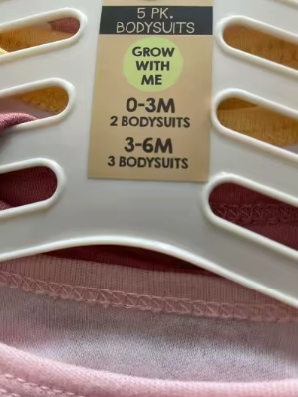 5 PK.
BODYSUITS
GROW
WITH
ME
0-3M
2 BODYSUITS
3-6M
3 BODYSUITS